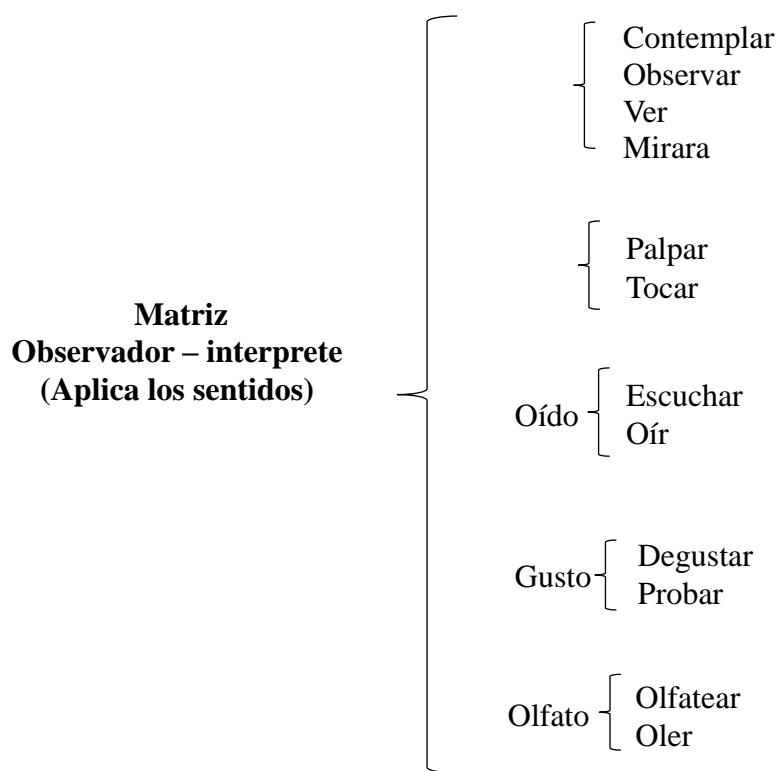 Matriz
Observador – interprete
(Aplica los sentidos)
Contemplar
Observar
Ver
Mirara
Palpar
Tocar
Oído
Escuchar
Oír
Gusto
Degustar
Probar
Olfato
Olfatear
Oler